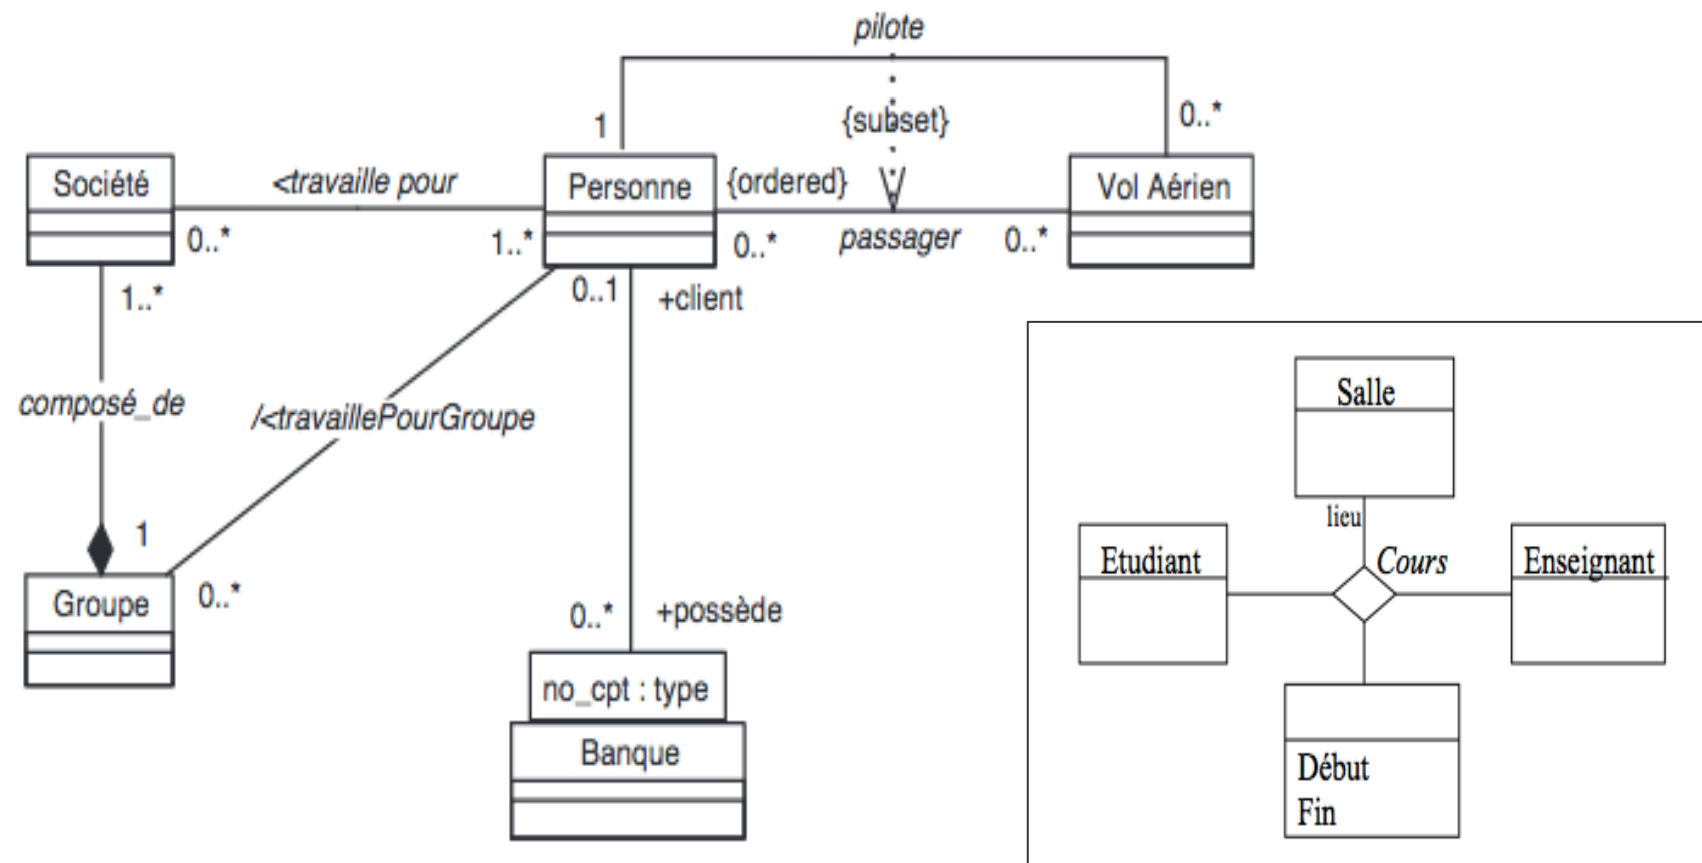 pilote
{subset}
1
0..*
Société
<travaille pour
Personne
{ordered}
Vol Aérien
0..*
1..*
0..*
passager
0..*
1..*
0..1
+client
composé_de
/<travaillePourGroupe
1
Groupe
0..*
0..*
+possède
no_cpt : type
Banque
Salle
lieu
Etudiant
Cours
Enseignant
Début
Fin